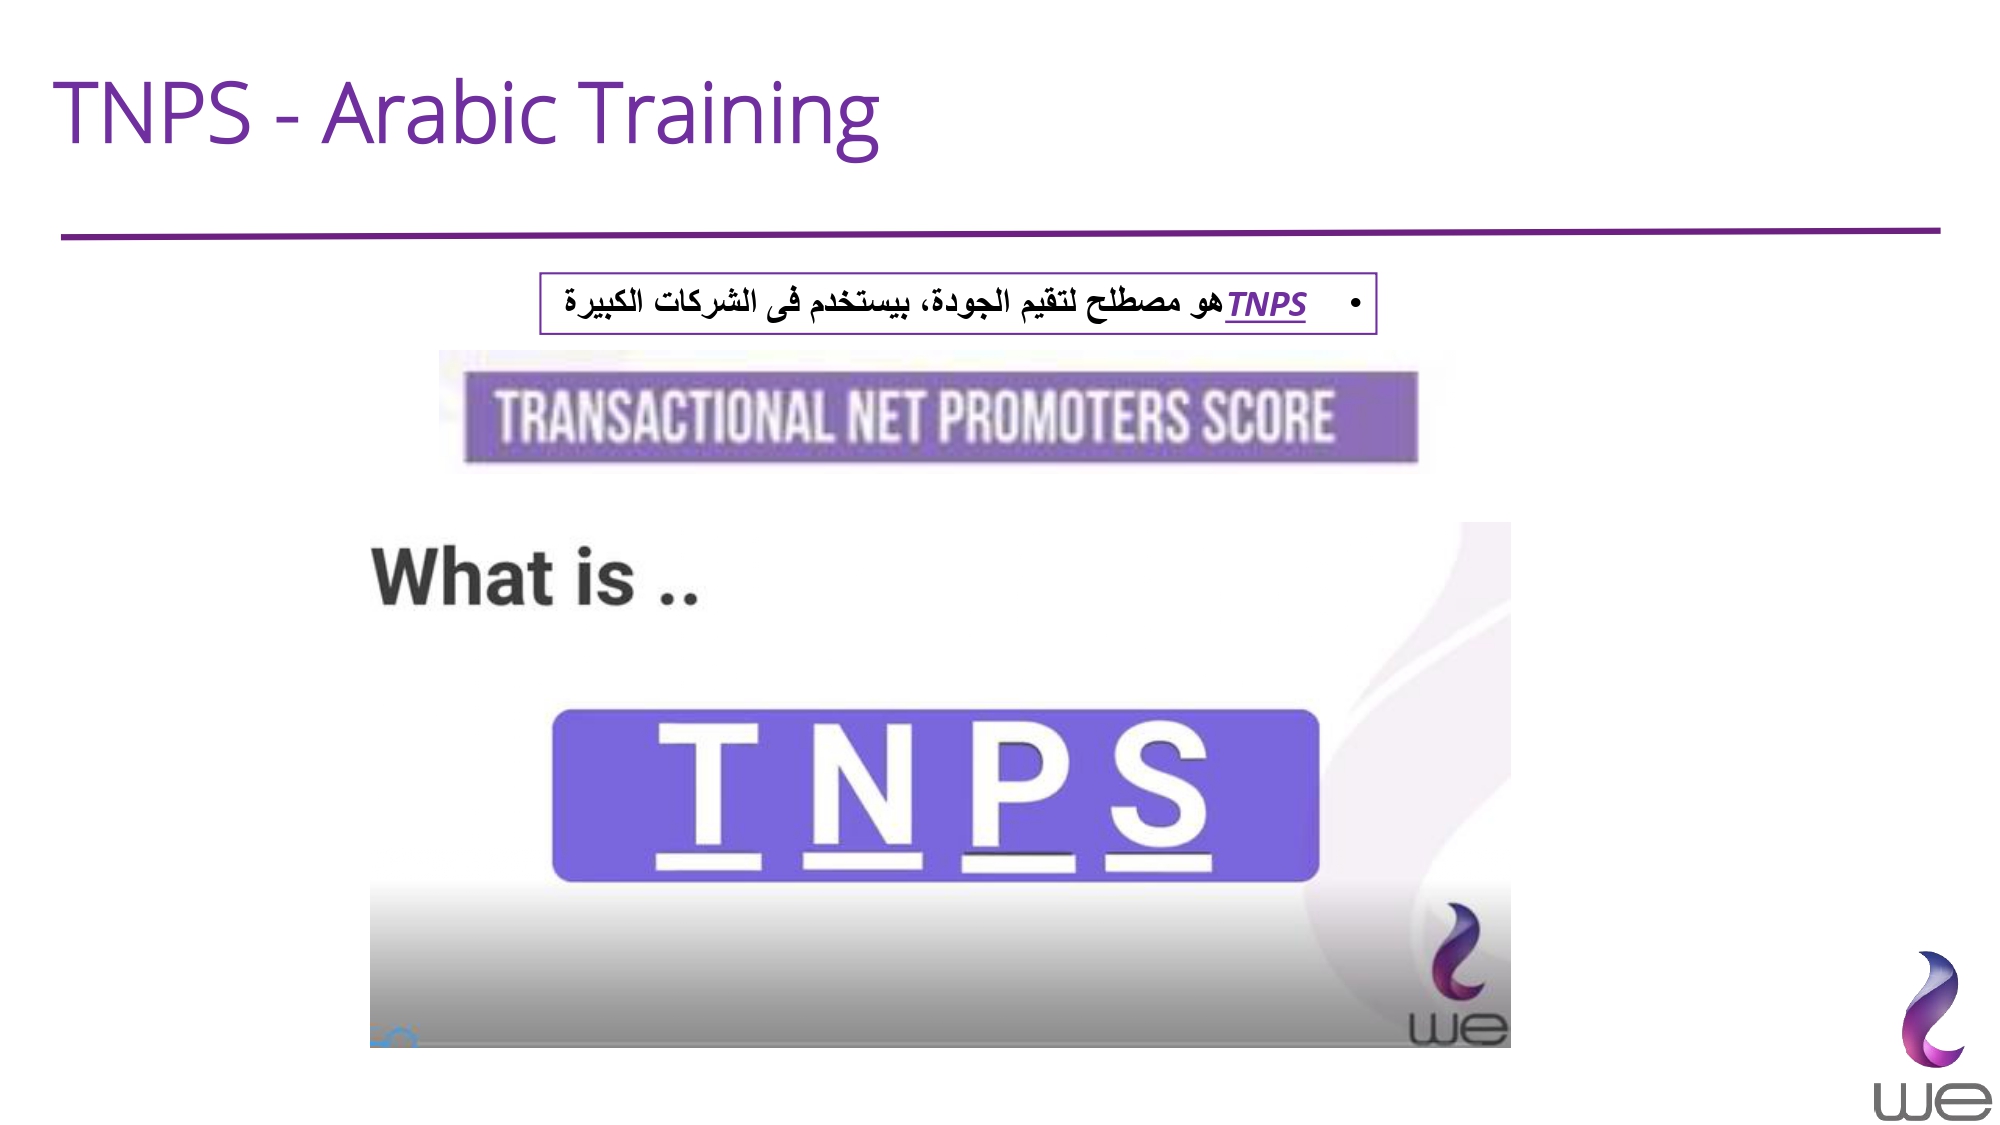 TNPS - Arabic Training
• TNPS هو مصطلح لتقيم الجودة، بيستخدم فى الشركات الكبيرة
TRANSACTIONAL NET PROMOTERS SCORE
What is ..
TNPS
we
we